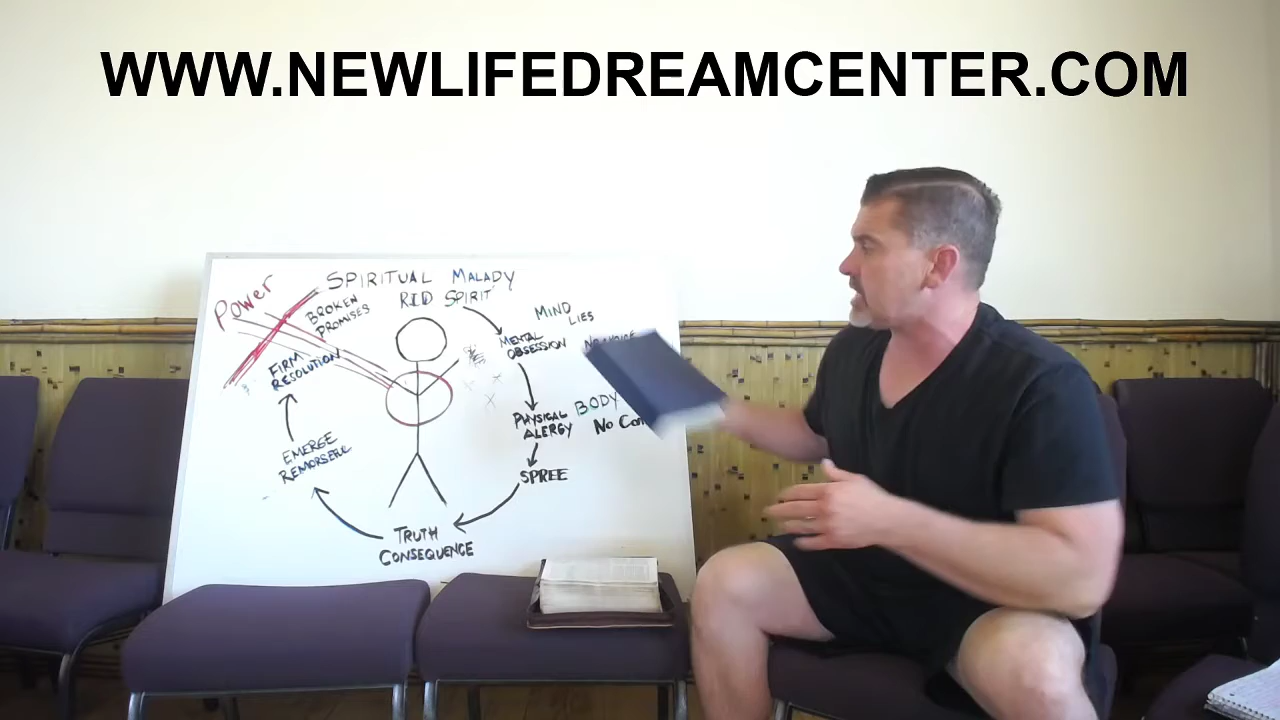 WWW.NEWLIFEDREAMCENTER.COM
POWER
SPIRITUAL MALADY
RID SPIRIT
BROKEN
PROMISES
MIND
LIES
MENTAL
OBSESSION
FIRM
RESOLUTION
PHYSICAL
ALERGY
BODY
NO
EMERGE
REMORSEFUL
SPREE
TRUTH
CONSEQUENCE